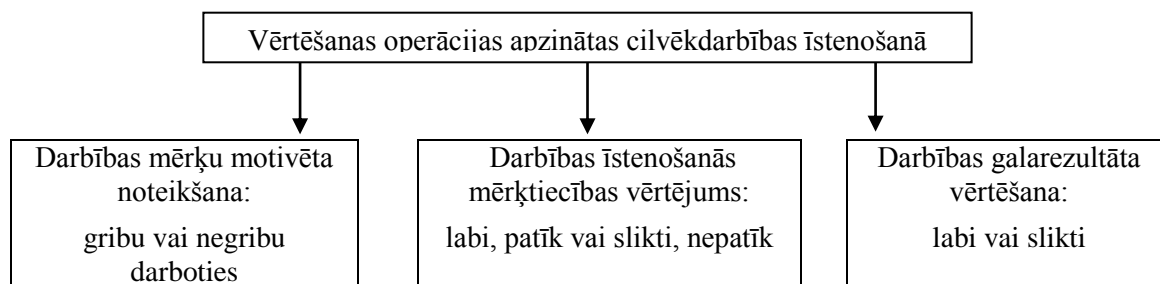 Vērtēšanas operācijas apzinātas cilvēkdarbības īstenošanā
Darbības mērķu motivēta
noteikšana:
gribu vai negribu
darboties
Darbības īstenošanās
mērķtiecības vērtējums:
labi, patīk vai slikti, nepatīk
Darbības galarezultāta
vērtēšana:
labi vai slikti